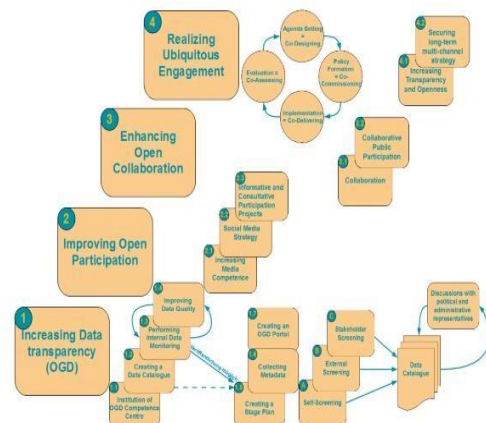 4
Realizing
Ubiquitous
Engagement
Agenda Setting =
Co-Designing
Policy
Formation =
Co-
Commissioning
Implementation
= Co-Delivering
Evaluation =
Co-Assessing
Securing
long-term
multi-channel
strategy
Increasing
Transparency
and Openness
3
Enhancing
Open
Collaboration
Collaborative
Public
Participation
Collaboration
2
Improving Open
Participation
Informative and
Consultative
Participation
Projects
Social Media
Strategy
Increasing
Media
Competence
1
Increasing Data
transparency
(OGD)
Improving
Data Quality
Performing
Internal Data
Monitoring
Creating a
Data Catalogue
Institution of
OGD Competence
Centre
Creating an
OGD Portal
Collecting
Metadata
Creating a
Stage Plan
C
Stakeholder
Screening
B
External
Screening
A
Self-Screening
Data
Catalogue
Discussions with
political and
administrative
representatives